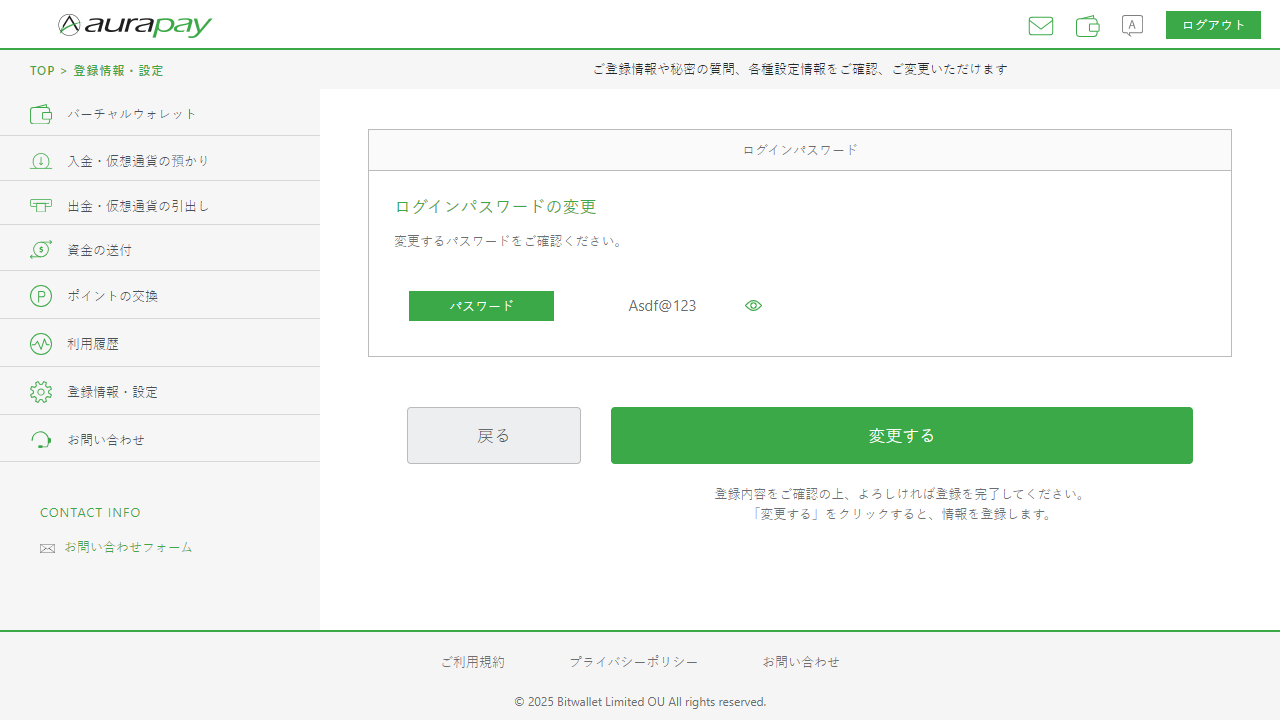 aurapay
A
ログアウト
TOP > 登録情報・設定
ご登録情報や秘密の質問、各種設定情報をご確認、ご変更いただけます
バーチャルウォレット
入金・仮想通貨の預かり
出金・仮想通貨の引出し
資金の送付
ポイントの交換
利用履歴
登録情報・設定
お問い合わせ
CONTACT INFO
お問い合わせフォーム
ログインパスワード
ログインパスワードの変更
変更するパスワードをご確認ください。
パスワード Asdf@123
戻る
変更する
登録内容をご確認の上、よろしければ登録を完了してください。
「変更する」をクリックすると、情報を登録します。
ご利用規約 プライバシーポリシー お問い合わせ
© 2025 Bitwallet Limited OU All rights reserved.